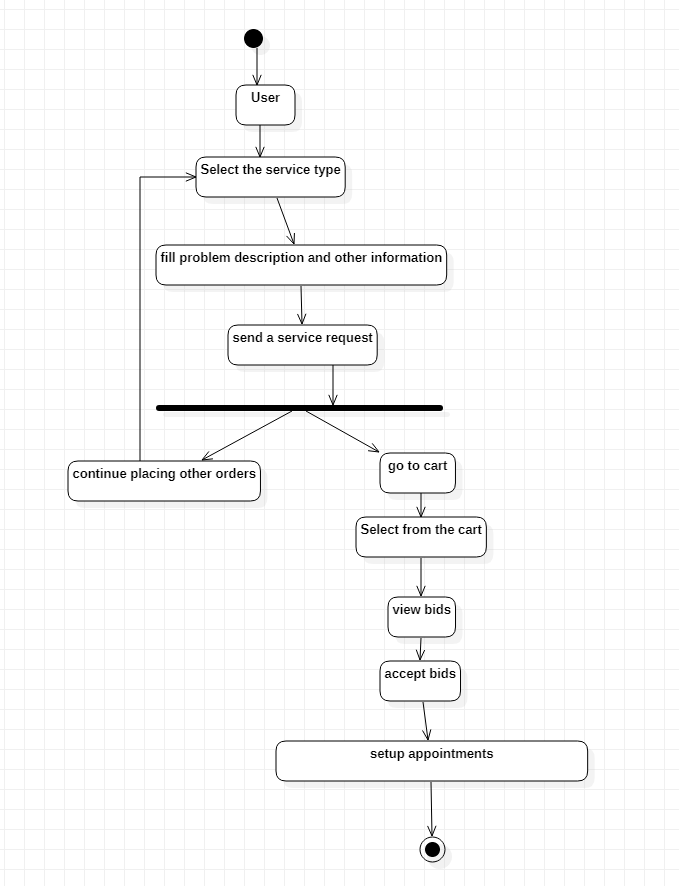 User
Select the service type
fill problem description and other information
send a service request
continue placing other orders
go to cart
Select from the cart
view bids
accept bids
setup appointments